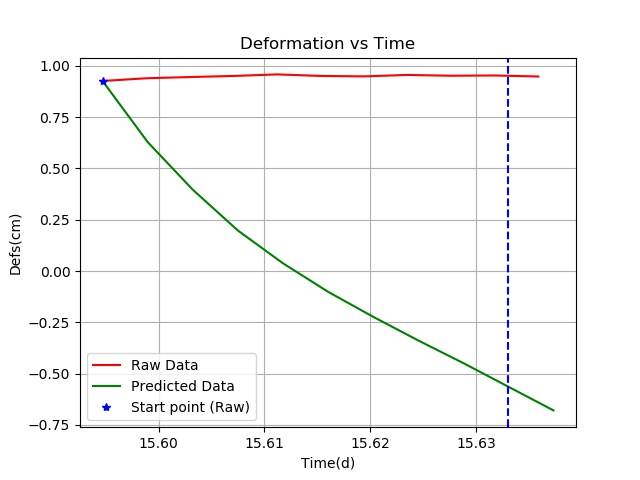 Deformation vs Time
1.00
0.75
0.50
0.25
0.00
−0.25
−0.50
−0.75
Defs(cm)
Raw Data
Predicted Data
Start point (Raw)
15.60 15.61 15.62 15.63
Time(d)